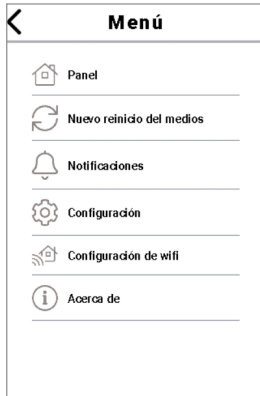 Menú
Panel
Nuevo reinicio del medios
Notificaciones
Configuración
Configuración de wifi
Acerca de